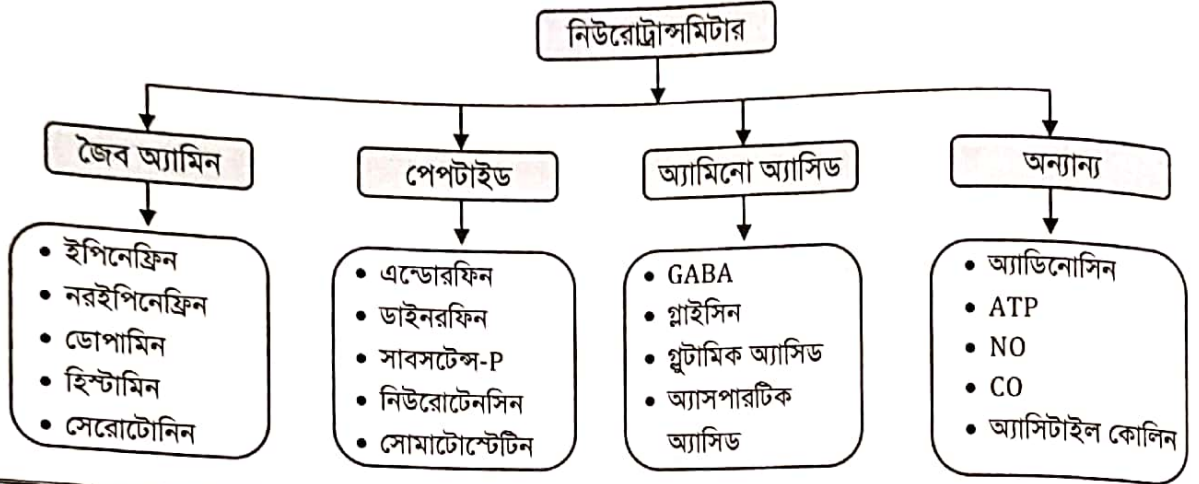 নিউরোট্রান্সমিটার
জৈব অ্যামিন
পেপটাইড
অ্যামিনো অ্যাসিড
অন্যান্য
• ইপিনেফ্রিন
• নরইপিনেফ্রিন
• ডোপামিন
• হিস্টামিন
• সেরোটোনিন
• এন্ডোরফিন
• ডাইনরফিন
• সাবসটেন্স-P
• নিউরোটেনসিন
• সোমাটোস্টেটিন
• GABA
• গ্লাইসিন
• গ্লুটামিক অ্যাসিড
• অ্যাসপারটিক
অ্যাসিড
• অ্যাডিনোসিন
• ATP
• NO
• CO
• অ্যাসিটাইল কোলিন